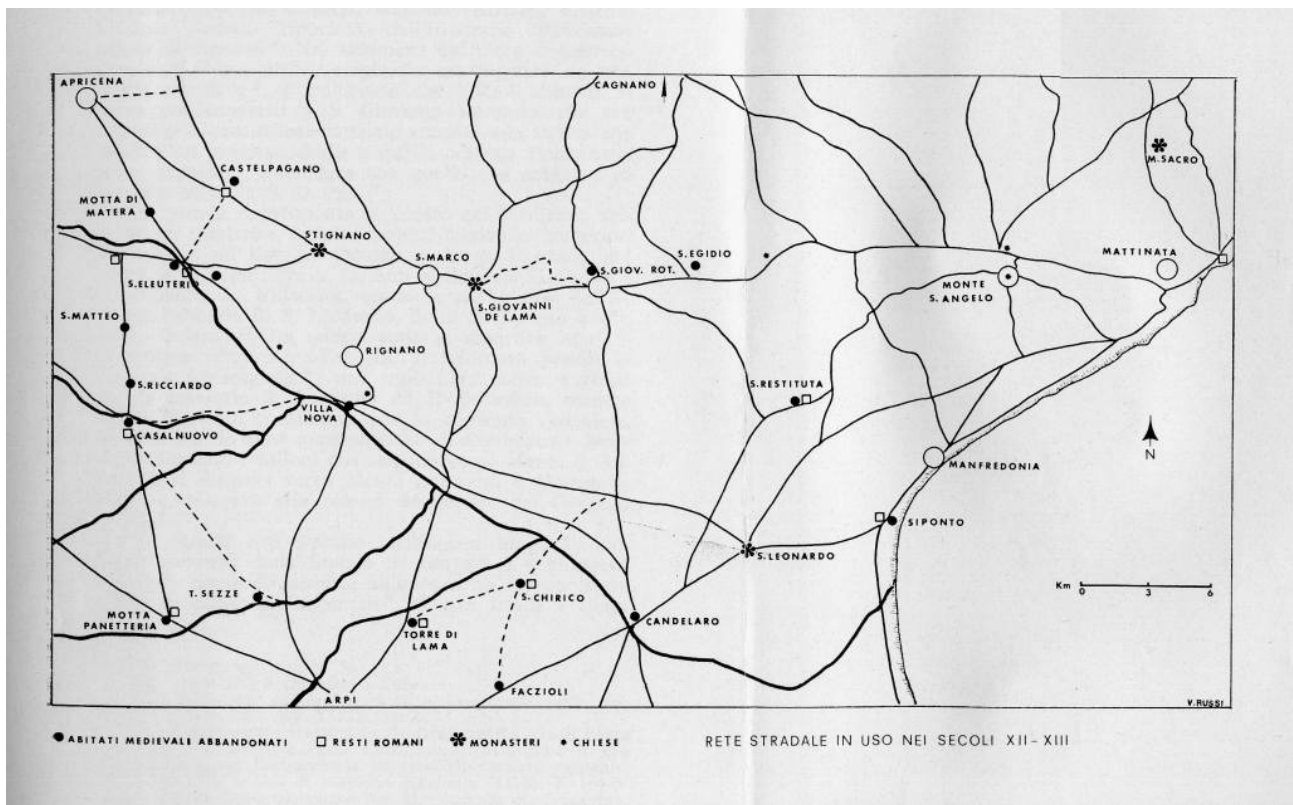 APRICENA
CAGNANO
CASTELPAGANO
M. SACRO
MOTTA DI
MATERA
STIGNANO
S. MARCO
S. GIOV. ROT.
S. EGIDIO
MATTINATA
S. ELEUTERIO
S. GIOVANNI
DE LAMA
MONTE
S. ANGELO
S. MATTEO
RIGNANO
S. RICCIARDO
S. RESTITUTA
VILLA
NOVA
CASALNUOVO
N
MANFREDONIA
SIPONTO
S. LEONARDO
Km 0 3 6
T. SEZZE
S. CHIRICO
MOTTA
PANETTERIA
TORRE DI
LAMA
CANDELARO
FACZIOLI
ARPI
V. RUSSI
ABITATI MEDIEVALE ABBANDONATI RESTI ROMANI MONASTERI CHIESE RETE STRADALE IN USO NEI SECOLI XII - XIII